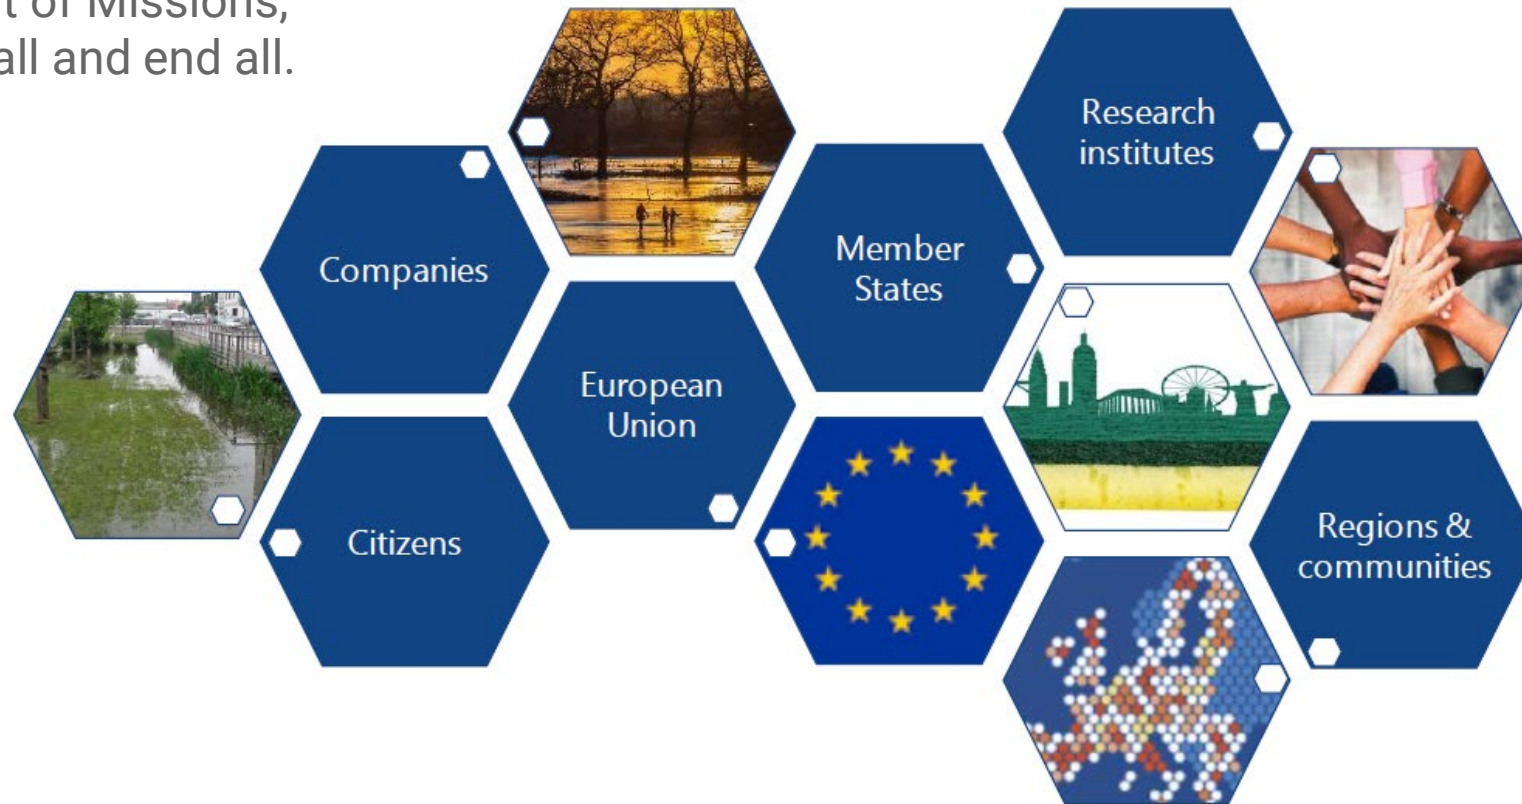 t of Missions,
all and end all.
Research
institutes
Member
States
Companies
European
Union
Regions &
communities
Citizens